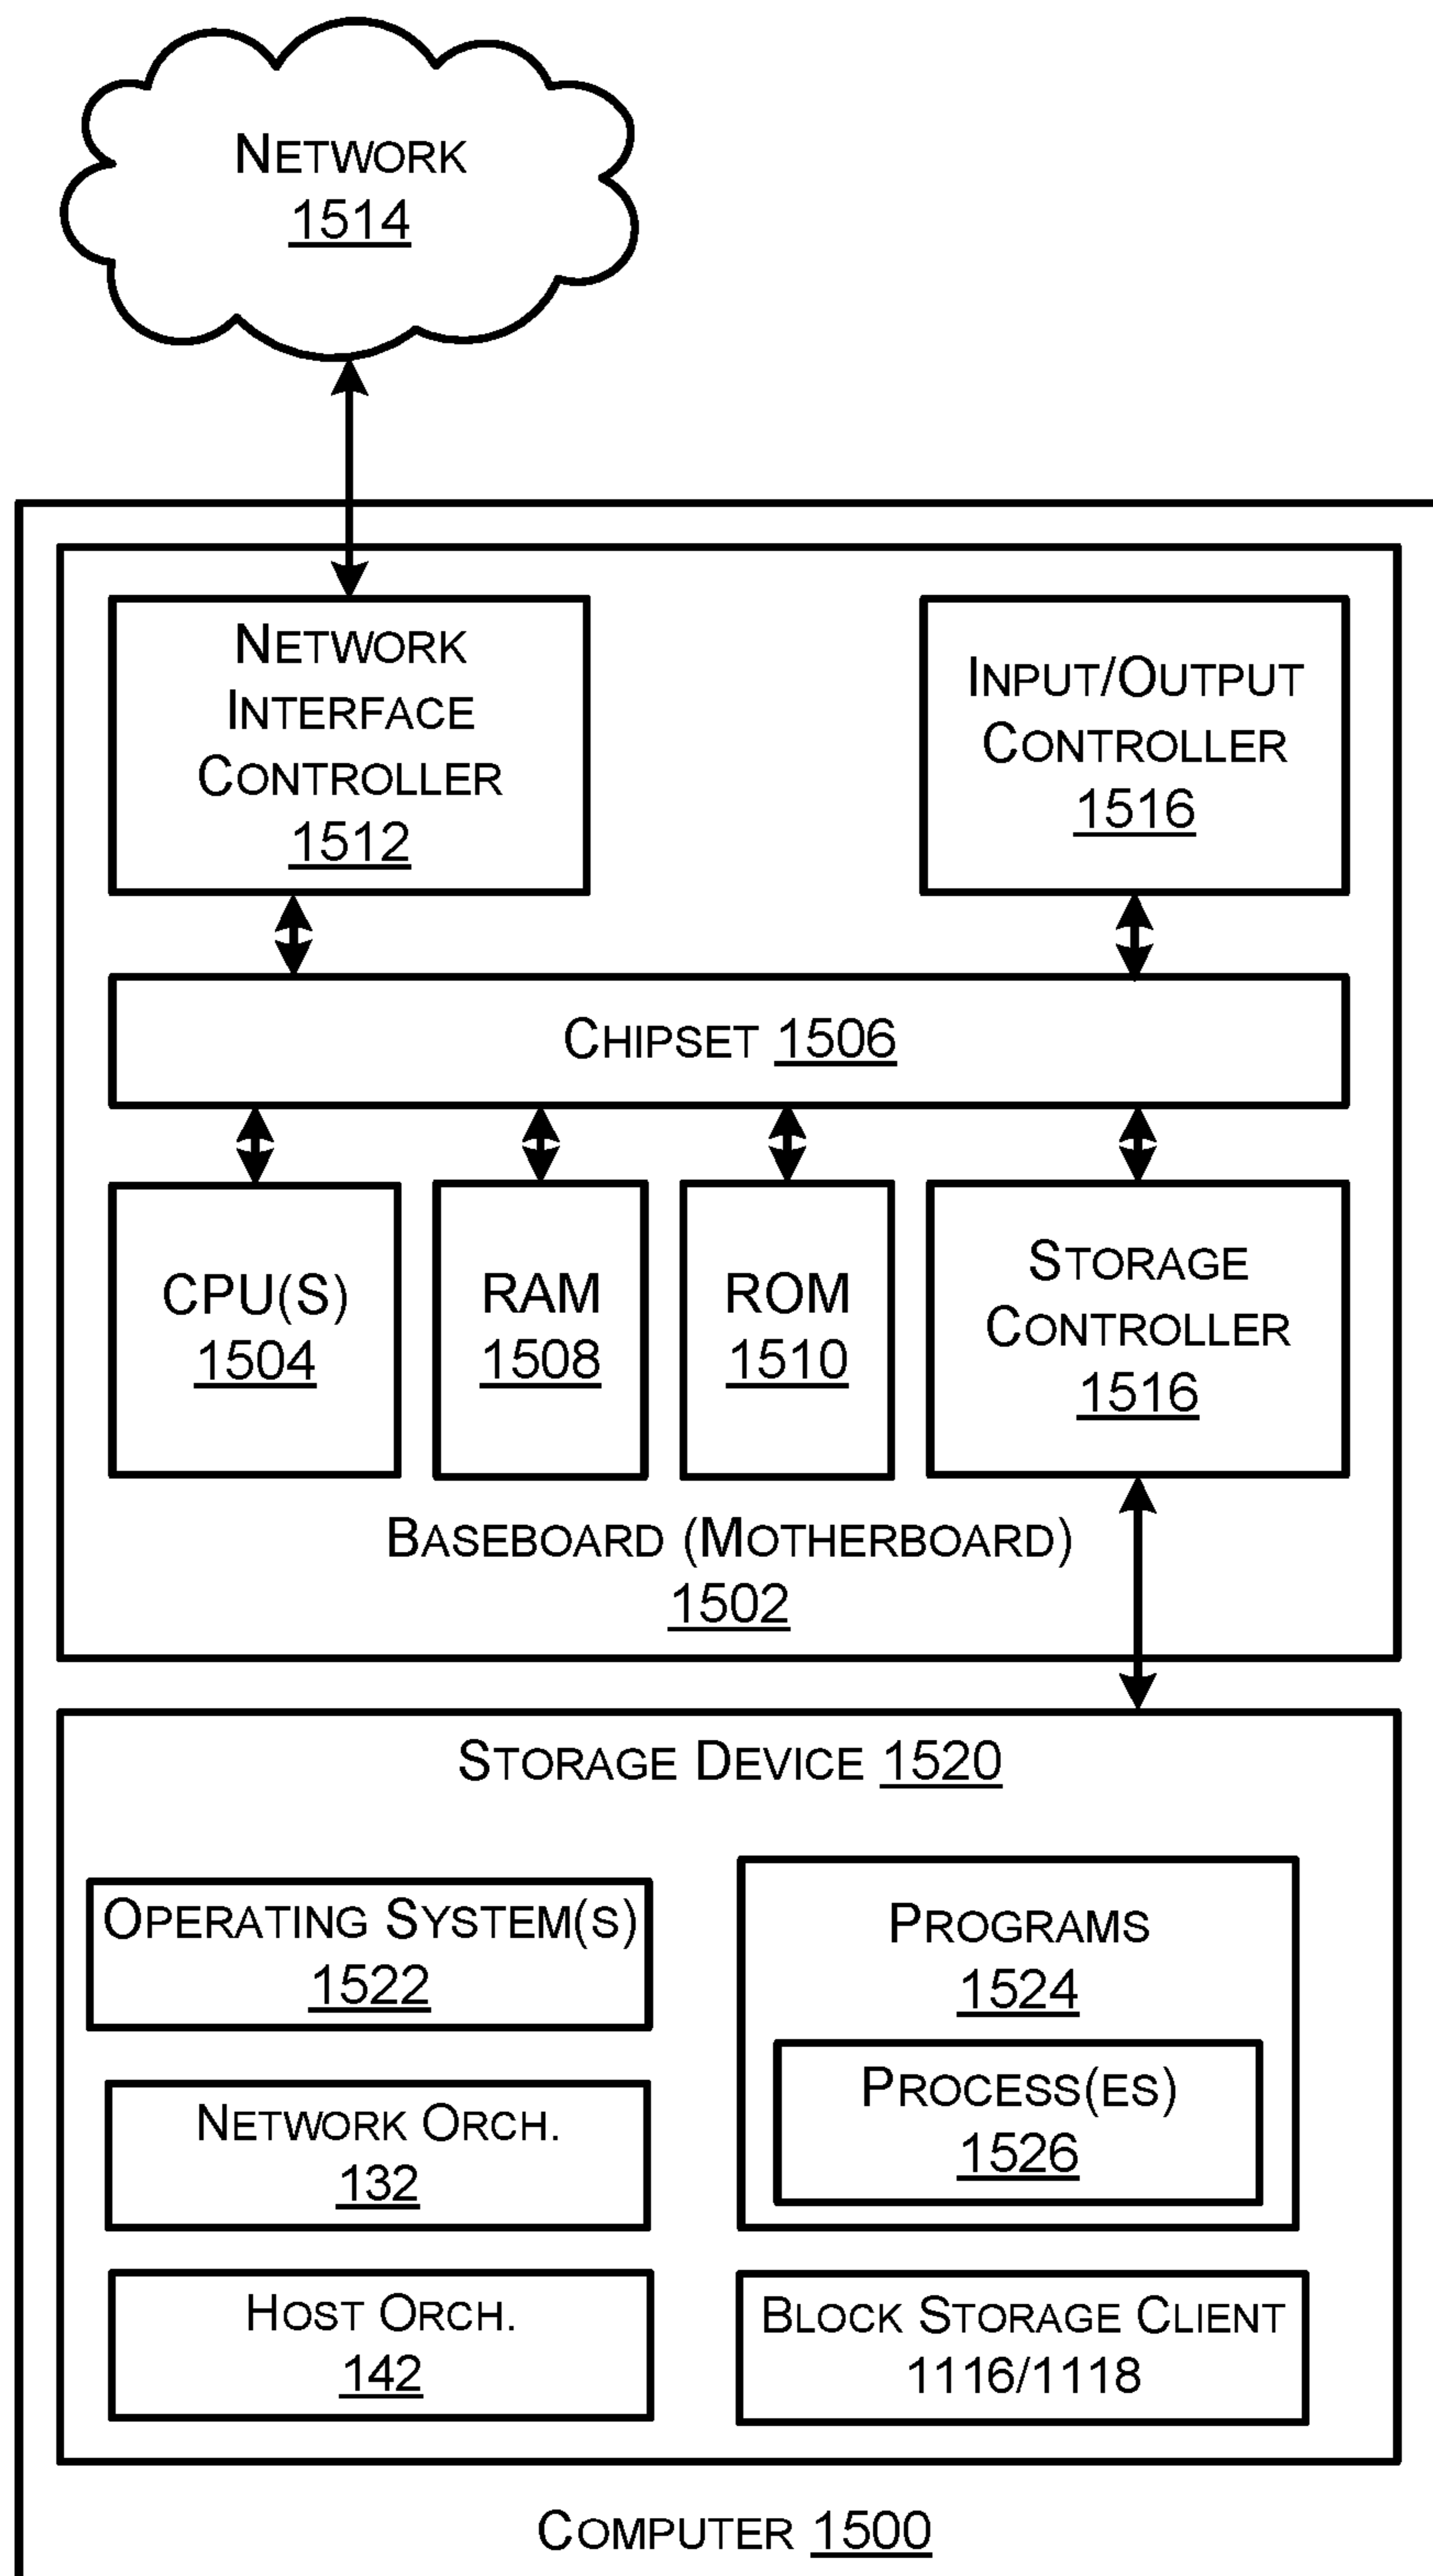 NETWORK
1514
NETWORK
INTERFACE
CONTROLLER
1512
INPUT/OUTPUT
CONTROLLER
1516
CHIPSET 1506
CPU(S)
1504
RAM
1508
ROM
1510
STORAGE
CONTROLLER
1516
BASEBOARD (MOTHERBOARD)
1502
STORAGE DEVICE 1520
OPERATING SYSTEM(S)
1522
PROGRAMS
1524
PROCESS(ES)
1526
NETWORK ORCH.
132
HOST ORCH.
142
BLOCK STORAGE CLIENT
1116/1118
COMPUTER 1500